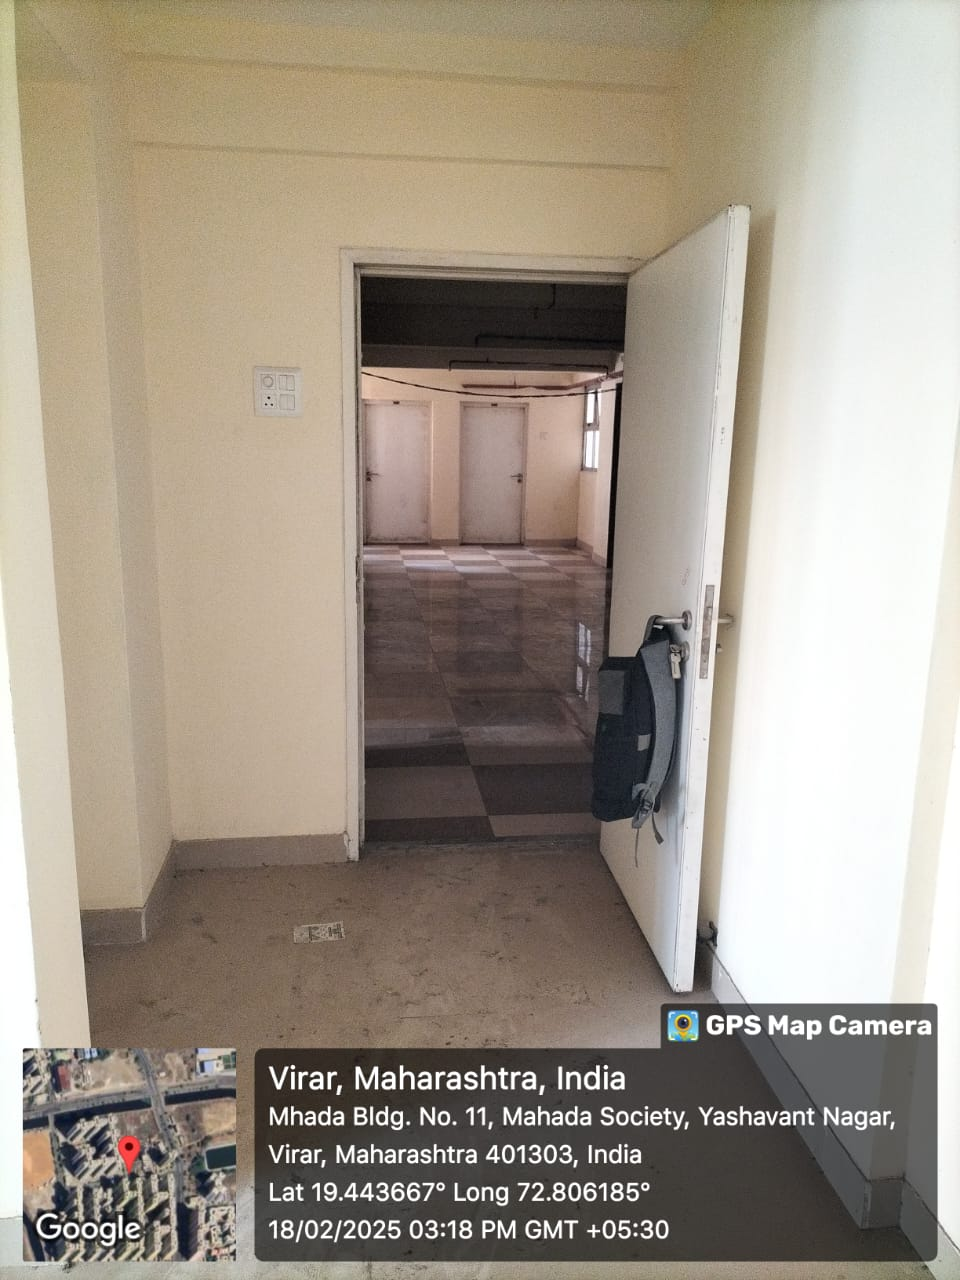 GPS Map Camera
Virar, Maharashtra, India
Mhada Bldg. No. 11, Mahada Society, Yashavant Nagar,
Virar, Maharashtra 401303, India
Lat 19.443667° Long 72.806185°
18/02/2025 03:18 PM GMT +05:30
Google